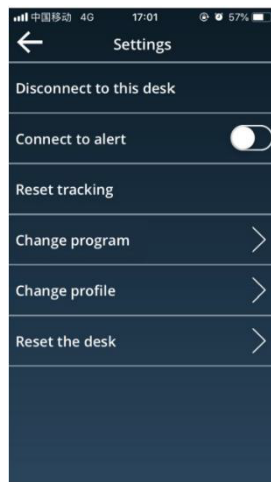 中国移动 4G 17:01 57%
Settings
Disconnect to this desk
Connect to alert
Reset tracking
Change program
Change profile
Reset the desk